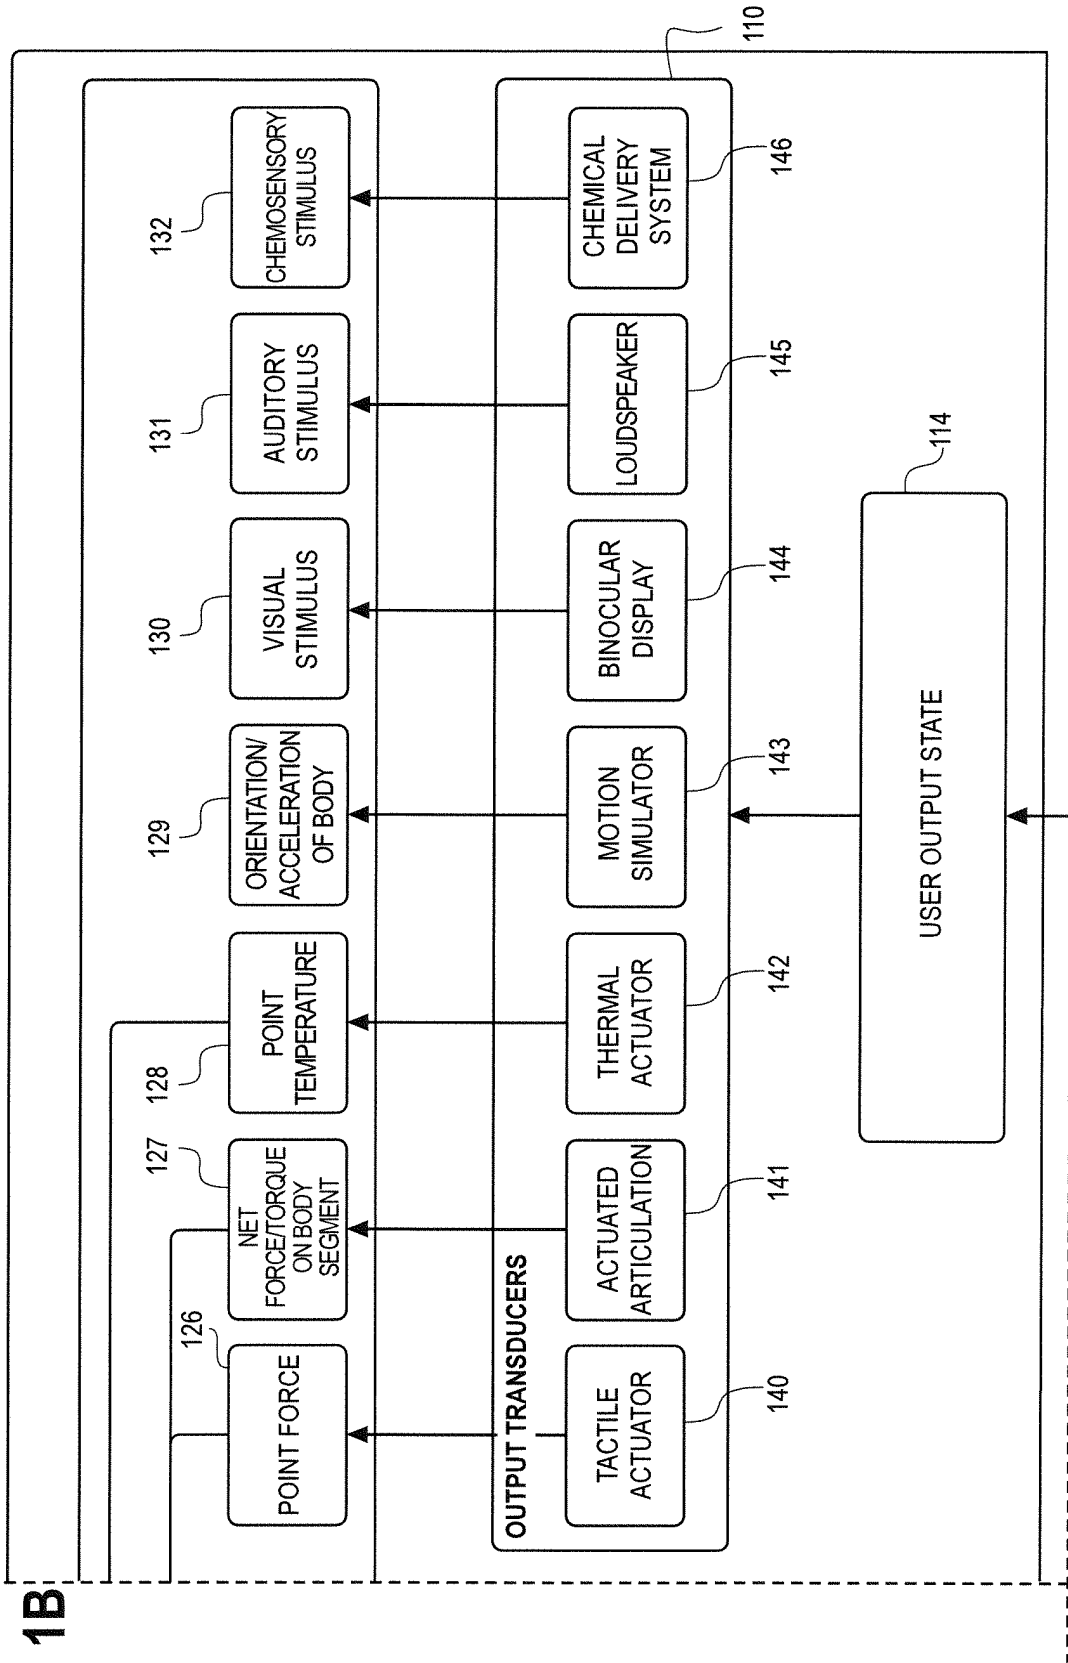 1B
126
127
128
129
130
131
132
POINT FORCE
NET
FORCE/TORQUE
ON BODY
SEGMENT
POINT
TEMPERATURE
ORIENTATION/
ACCELERATION
OF BODY
VISUAL
STIMULUS
AUDITORY
STIMULUS
CHEMOSENSORY
STIMULUS
OUTPUT TRANSDUCERS
110
TACTILE
ACTUATOR
ACTUATED
ARTICULATION
THERMAL
ACTUATOR
MOTION
SIMULATOR
BINOCULAR
DISPLAY
LOUDSPEAKER
CHEMICAL
DELIVERY
SYSTEM
140
141
142
143
144
145
146
114
USER OUTPUT STATE